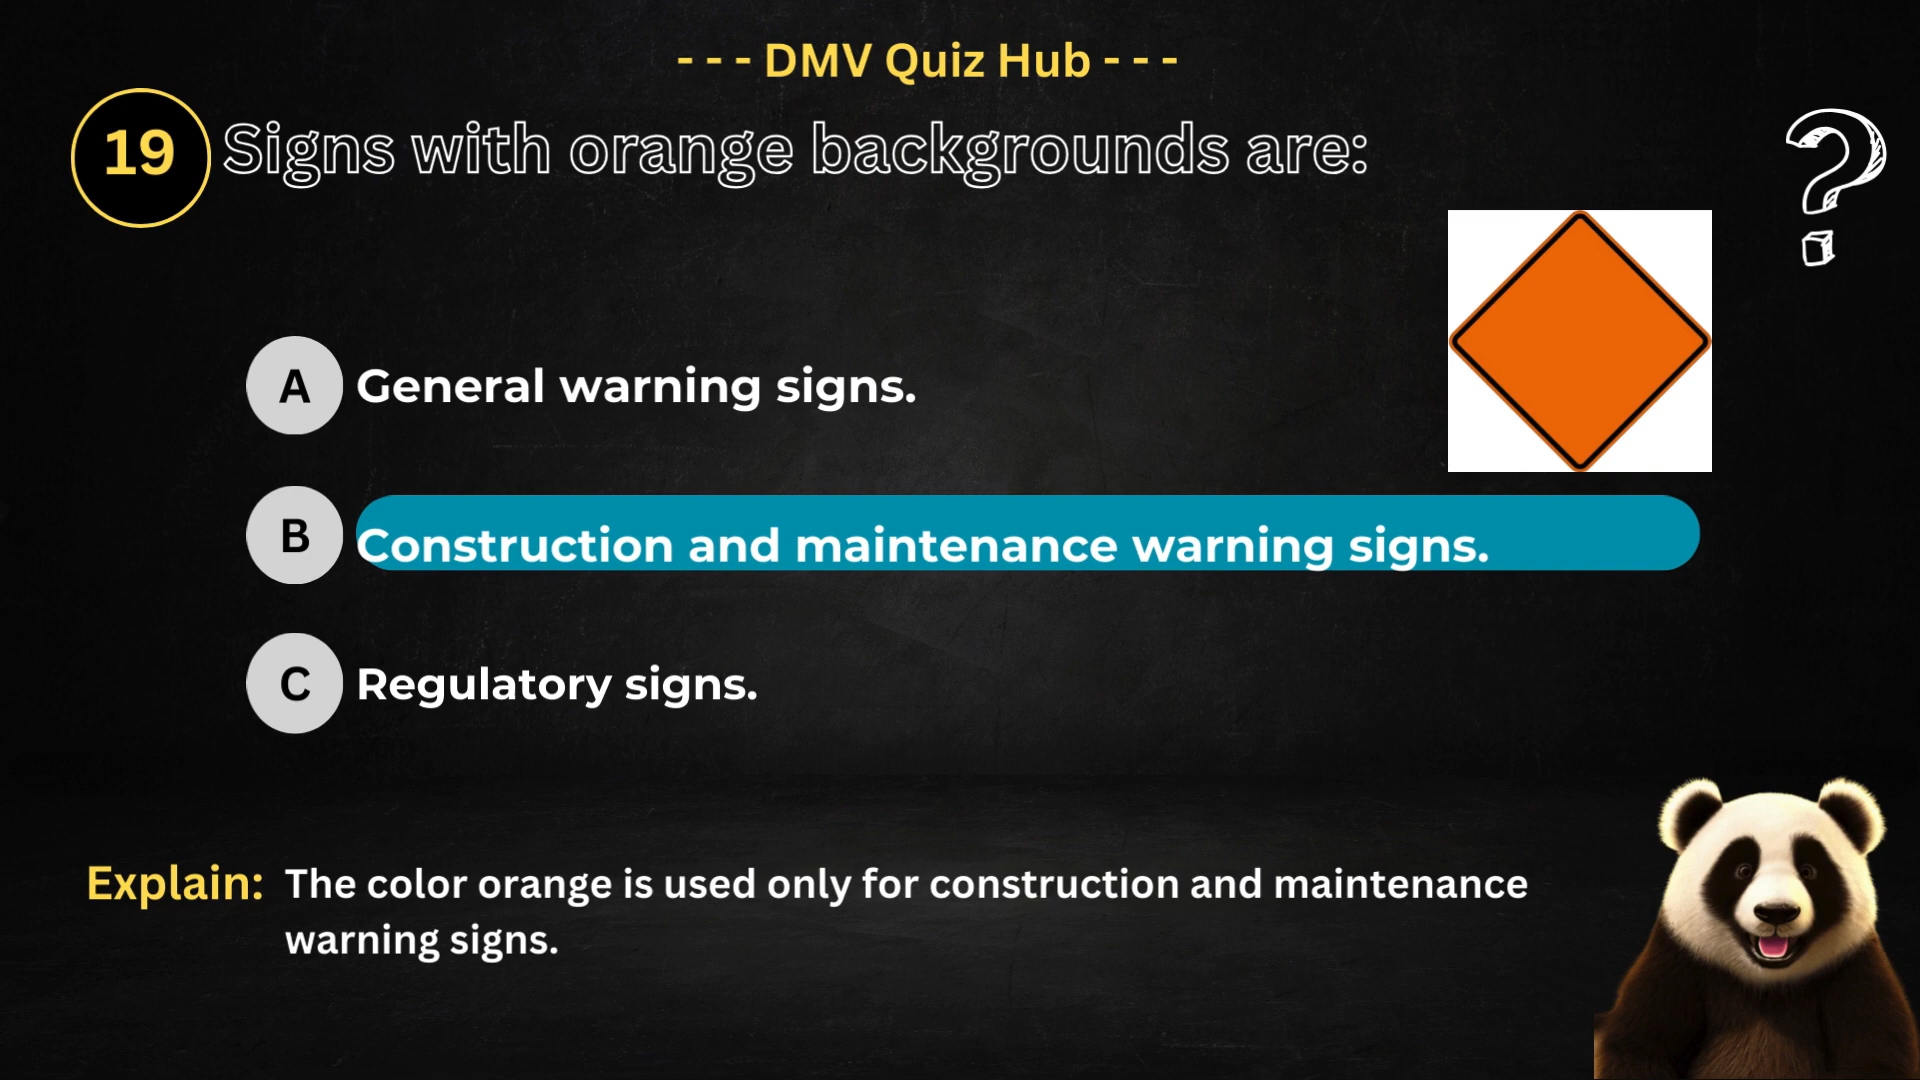 - - - DMV Quiz Hub - - -
19 Signs with orange backgrounds are:
?
A General warning signs.
B Construction and maintenance warning signs.
C Regulatory signs.
Explain: The color orange is used only for construction and maintenance
warning signs.